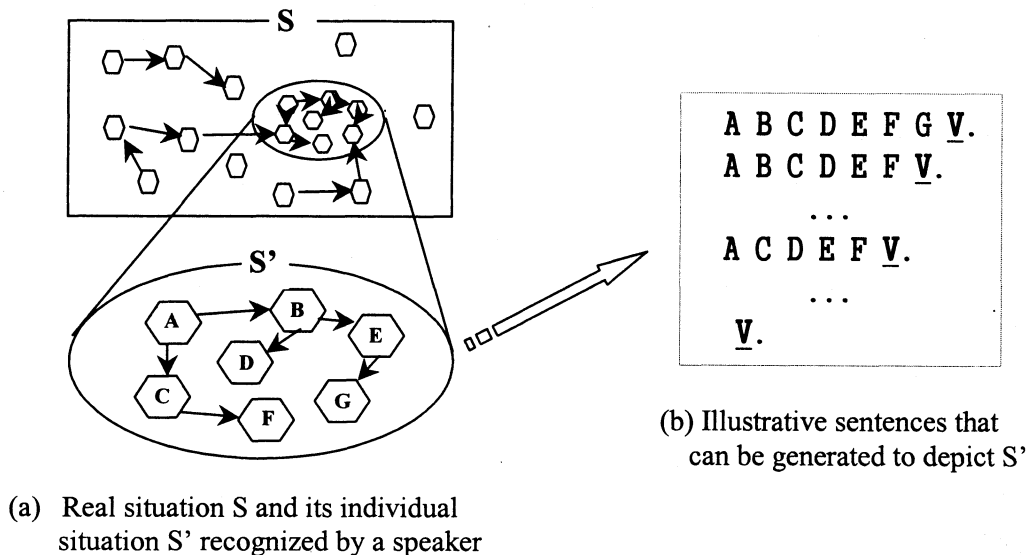 S
S’
A
B
E
D
C
G
F
A B C D E F G V.
A B C D E F V.
...
A C D E F V.
...
V.
(b) Illustrative sentences that
can be generated to depict S’
(a) Real situation S and its individual
situation S’ recognized by a speaker